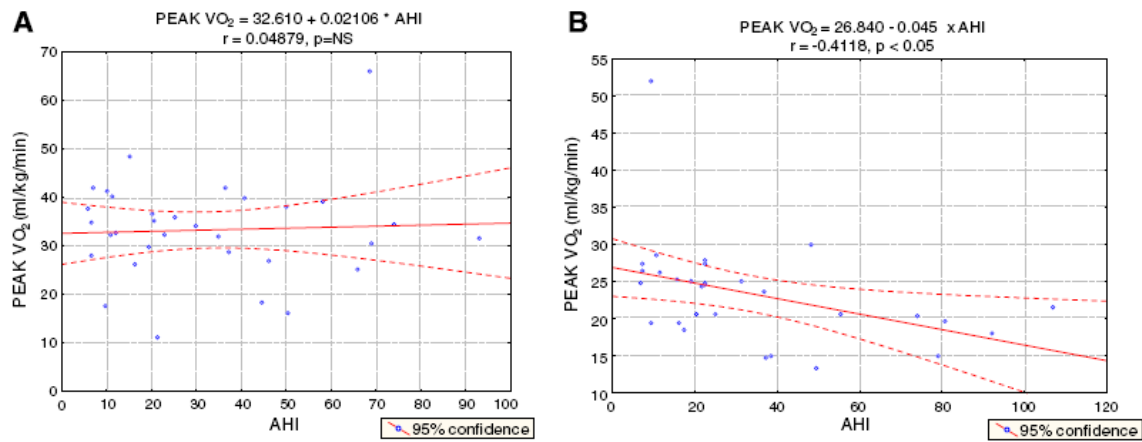 A
PEAK VO₂ = 32.610 + 0.02106 * AHI
r = 0.04879, p=NS
70
60
50
40
30
20
10
0
PEAK VO₂ (ml/kg/min)
0 10 20 30 40 50 60 70 80 90 100
AHI
95% confidence
B
PEAK VO₂ = 26.840 - 0.045 x AHI
r = -0.4118, p < 0.05
55
50
45
40
35
30
25
20
15
10
PEAK VO₂ (ml/kg/min)
0 20 40 60 80 100 120
AHI
95% confidence